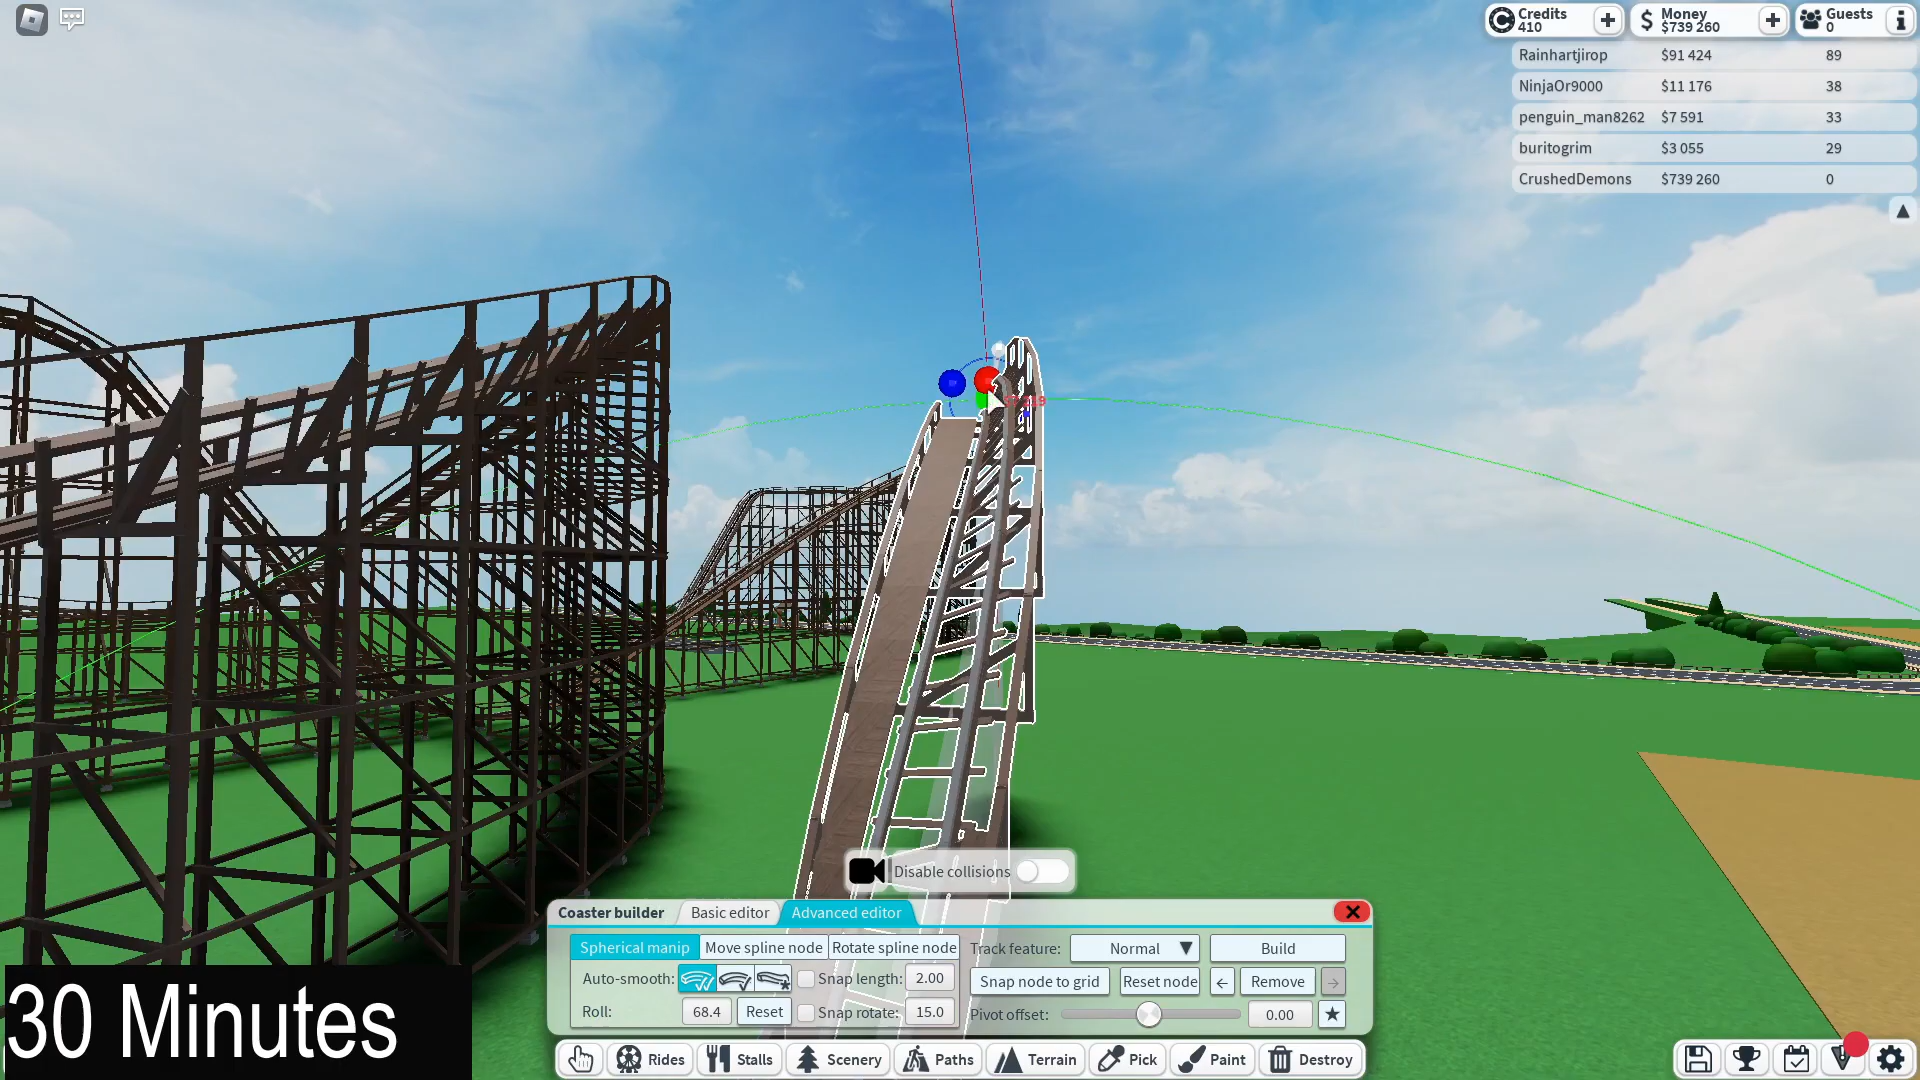 Credits
410
Money
$739 260
Guests
0
Rainhartjirop $91 424 89
NinjaOr9000 $11 176 38
penguin_man8262 $7 591 33
buritogrim $3 055 29
CrushedDemons $739 260 0
Disable collisions
Coaster builder Basic editor Advanced editor
Spherical manip Move spline node Rotate spline node Track feature: Normal Build
Auto-smooth: Snap length: 2.00 Snap node to grid Reset node Remove
Roll: 68.4 Reset Snap rotate: 15.0 Pivot offset: 0.00
30 Minutes
Rides Stalls Scenery Paths Terrain Pick Paint Destroy